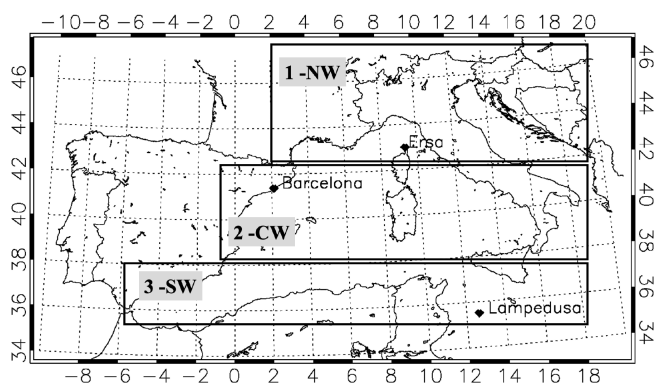 −10 −8 −6 −4 −2 0 2 4 6 8 10 12 14 16 18 20
46 46
1 -NW
44 44
Ersa
42 42
Barcelona
40 40
2 -CW
38 38
3 -SW
36 36
Lampedusa
34 34
−8 −6 −4 −2 0 2 4 6 8 10 12 14 16 18